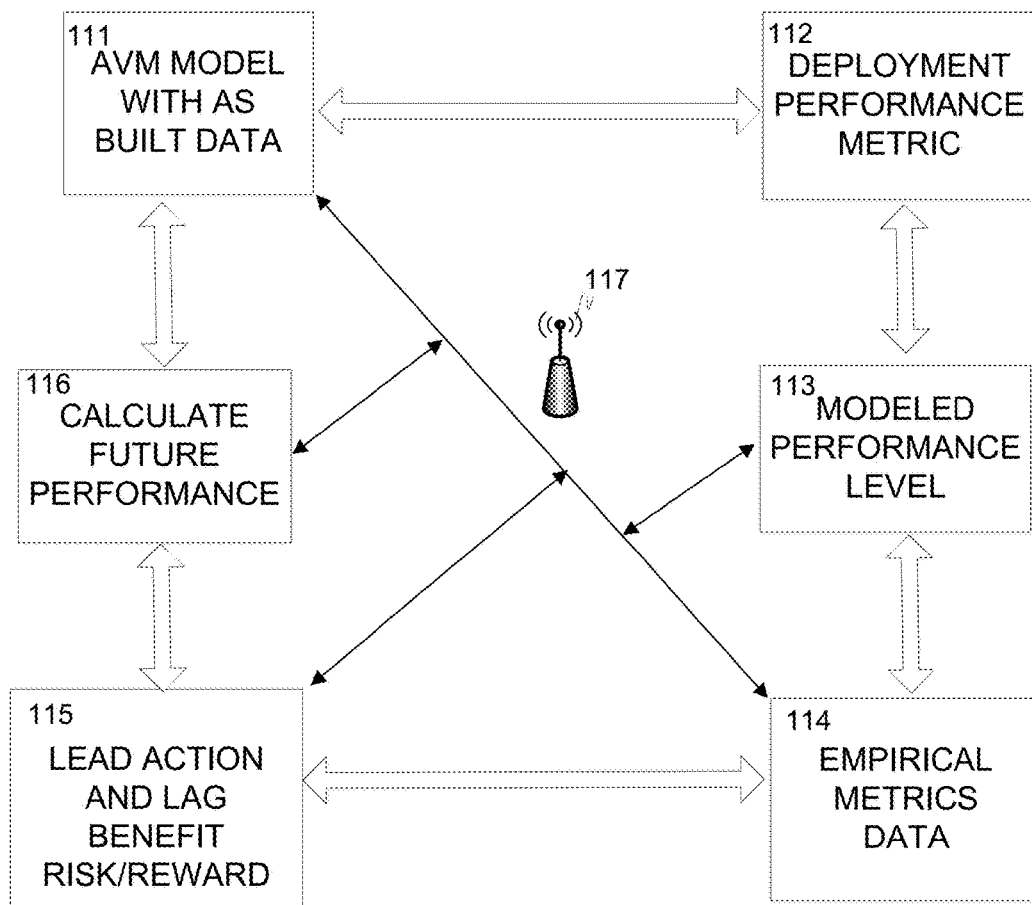 111
AVM MODEL
WITH AS
BUILT DATA
112
DEPLOYMENT
PERFORMANCE
METRIC
117
116
CALCULATE
FUTURE
PERFORMANCE
113
MODELED
PERFORMANCE
LEVEL
115
LEAD ACTION
AND LAG
BENEFIT
RISK/REWARD
114
EMPIRICAL
METRICS
DATA